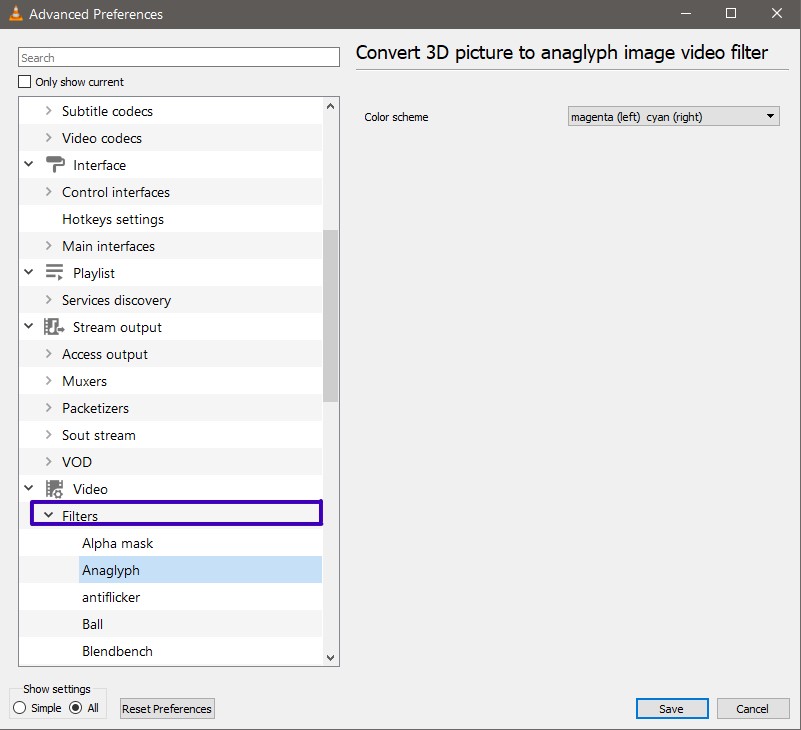 Advanced Preferences
Search
Only show current
Subtitle codecs
Video codecs
Interface
Control interfaces
Hotkeys settings
Main interfaces
Playlist
Services discovery
Stream output
Access output
Muxers
Packetizers
Sout stream
VOD
Video
Filters
Alpha mask
Anaglyph
antiflicker
Ball
Blendbench
Convert 3D picture to anaglyph image video filter
Color scheme magenta (left)  cyan (right)
Show settings
Simple All Reset Preferences Save Cancel